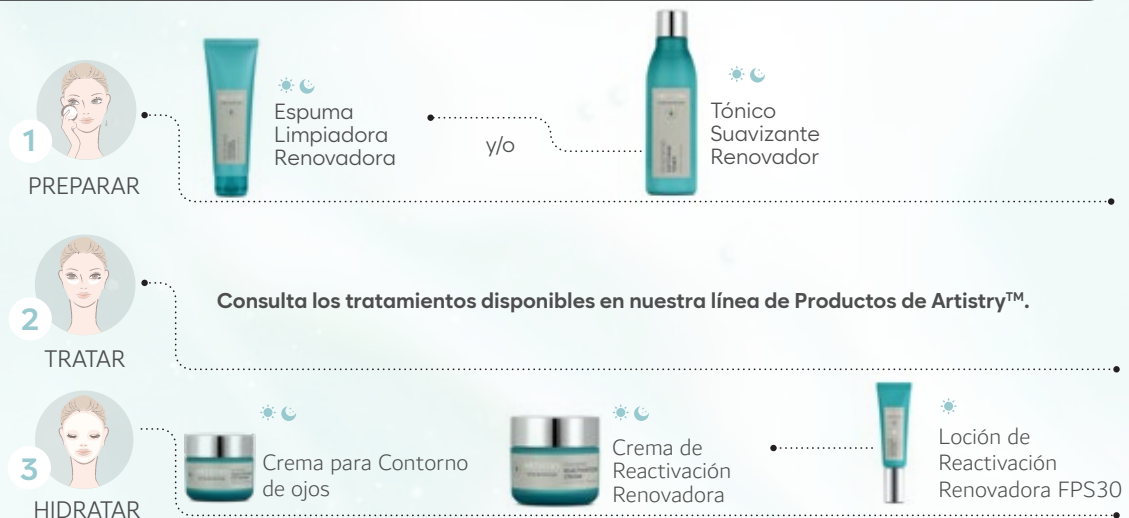 1
PREPARAR
Espuma
Limpiadora
Renovadora
y/o
Tónico
Suavizante
Renovador
2
TRATAR
Consulta los tratamientos disponibles en nuestra línea de Productos de Artistry™.
3
HIDRATAR
Crema para Contorno
de ojos
Crema de
Reactivación
Renovadora
Loción de
Reactivación
Renovadora FPS30